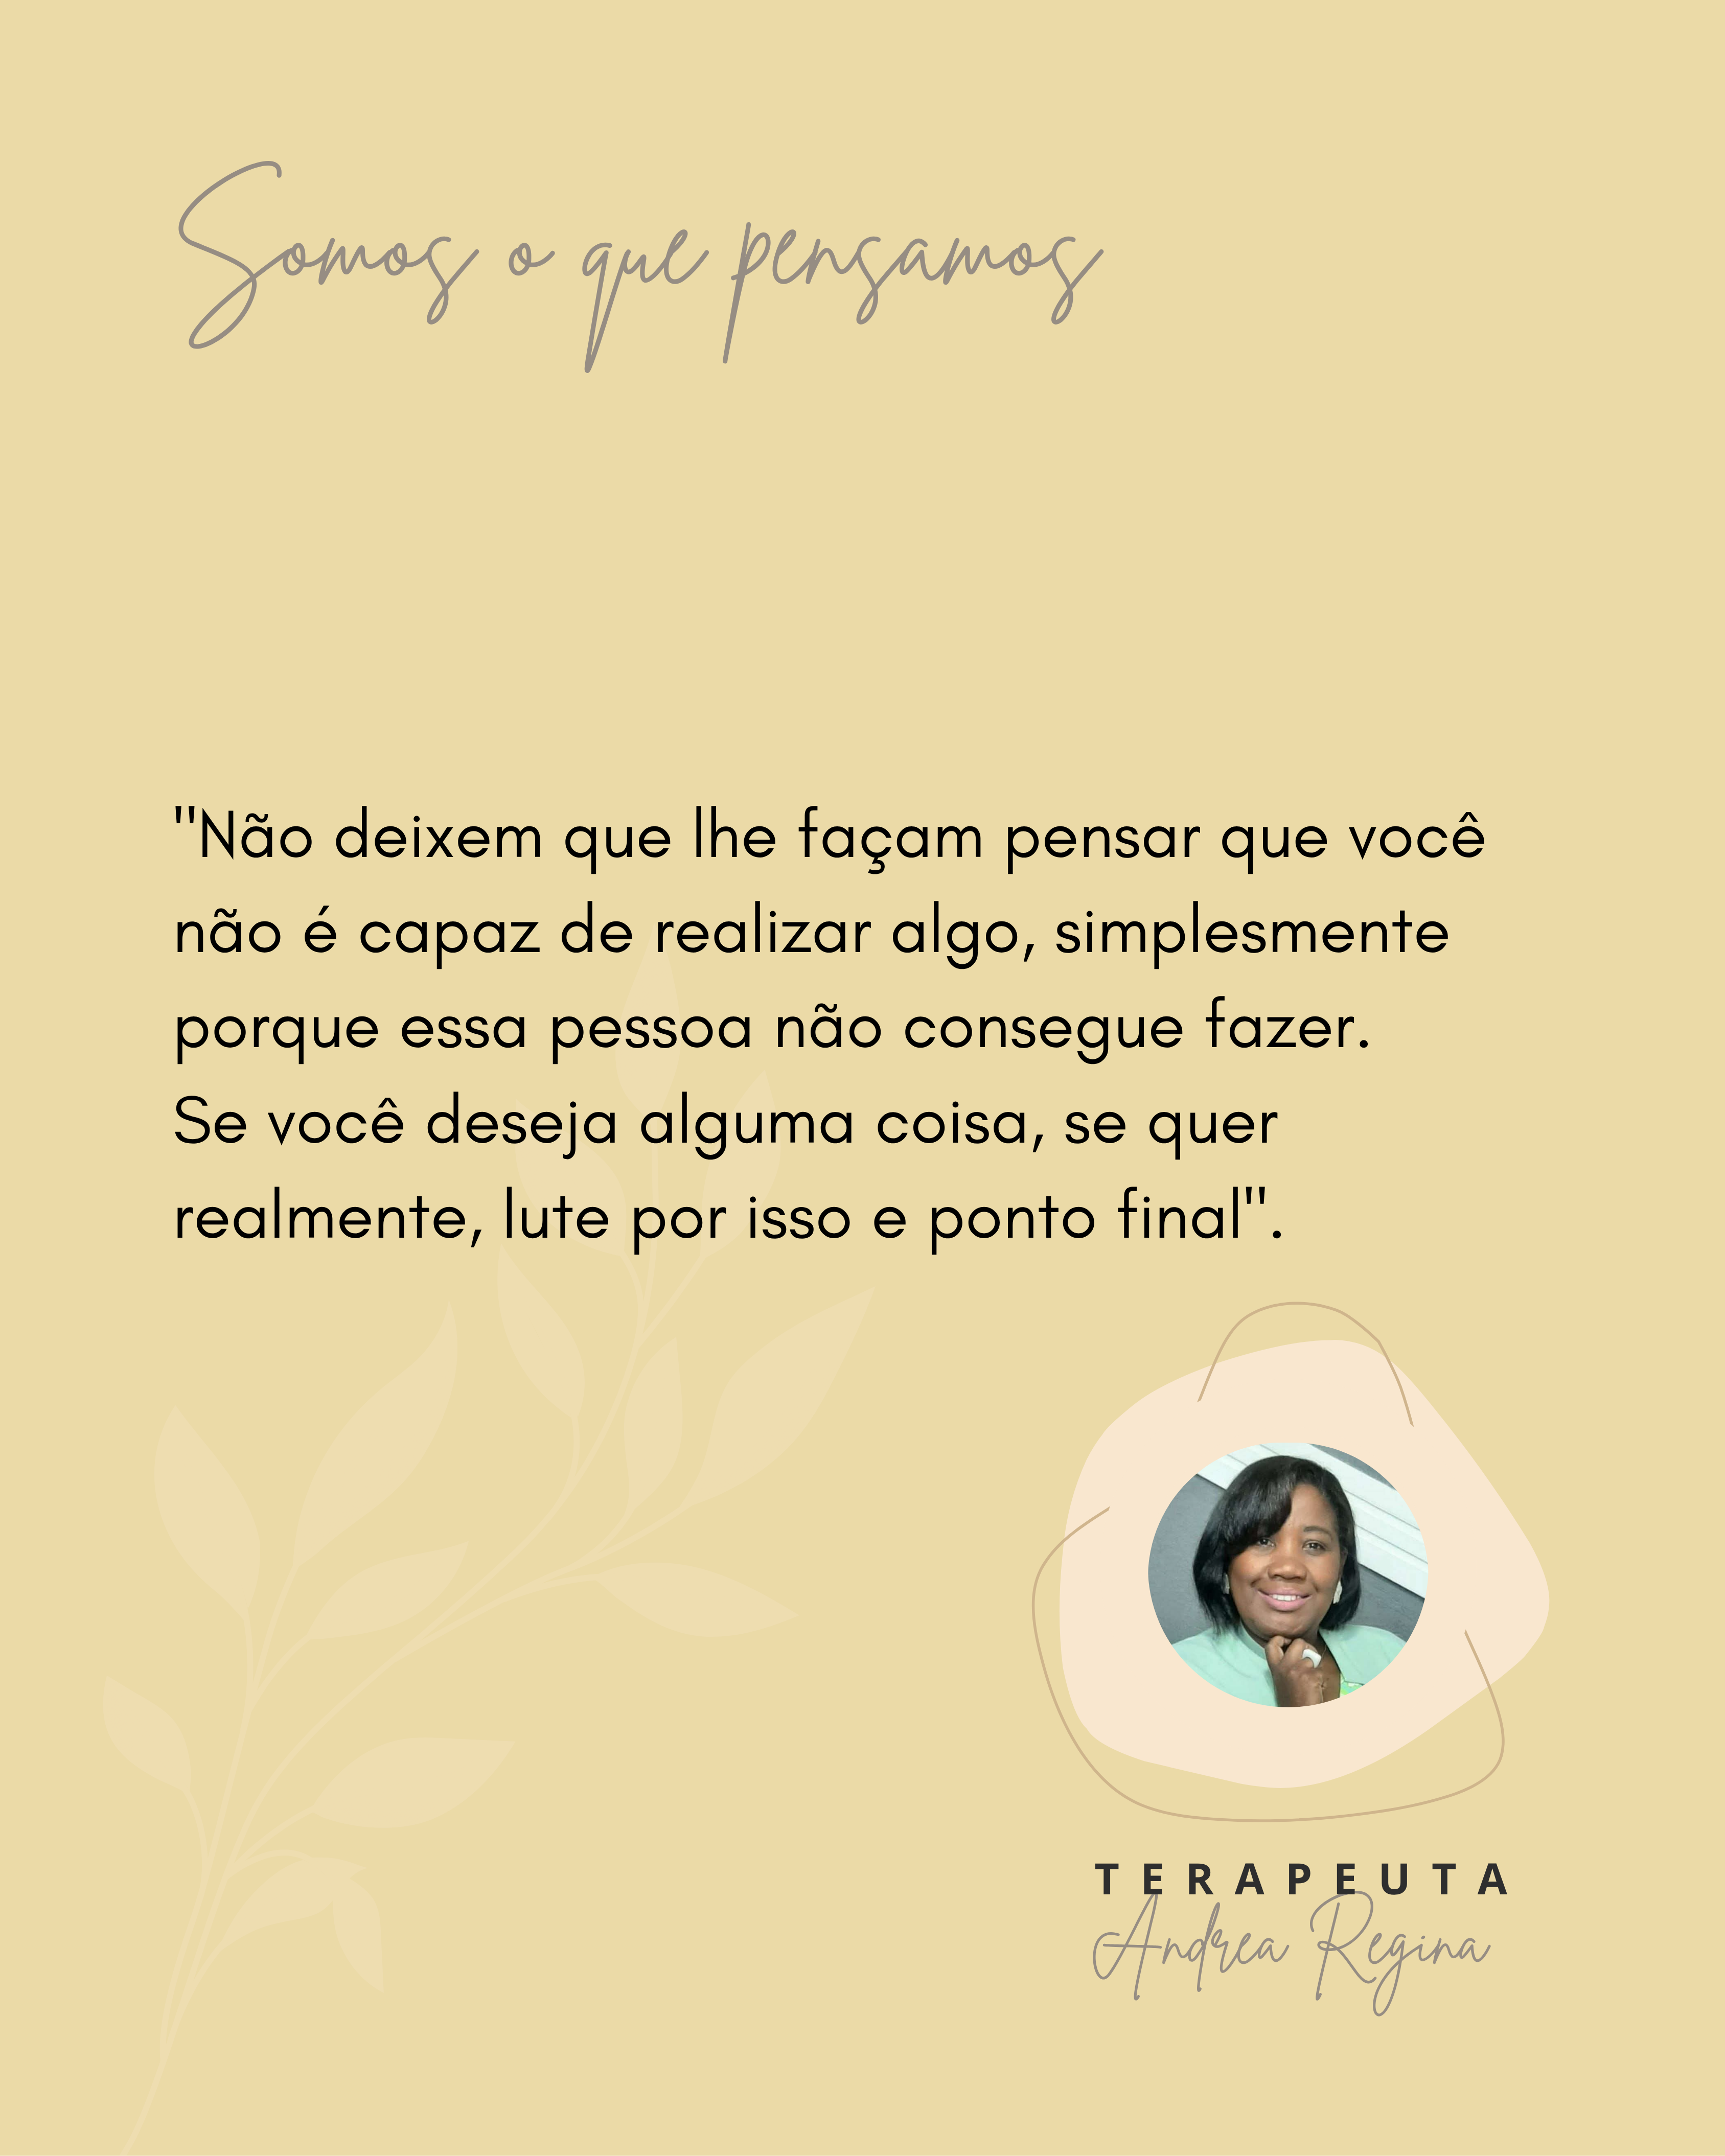 Somos o que pensamos
"Não deixem que lhe façam pensar que você
não é capaz de realizar algo, simplesmente
porque essa pessoa não consegue fazer.
Se você deseja alguma coisa, se quer
realmente, lute por isso e ponto final".
TERAPEUTA
Andrea Regina